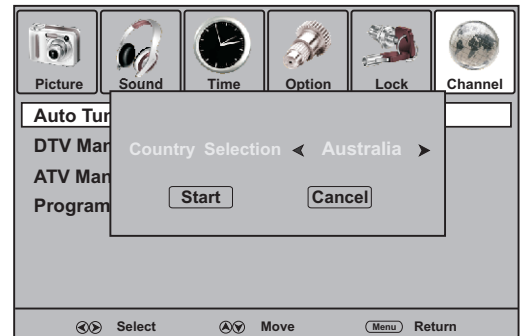 Picture Sound Time Option Lock Channel
Auto Tun
DTV Man
ATV Man
Program
Country Selection Australia
Start Cancel
Select Move Menu Return